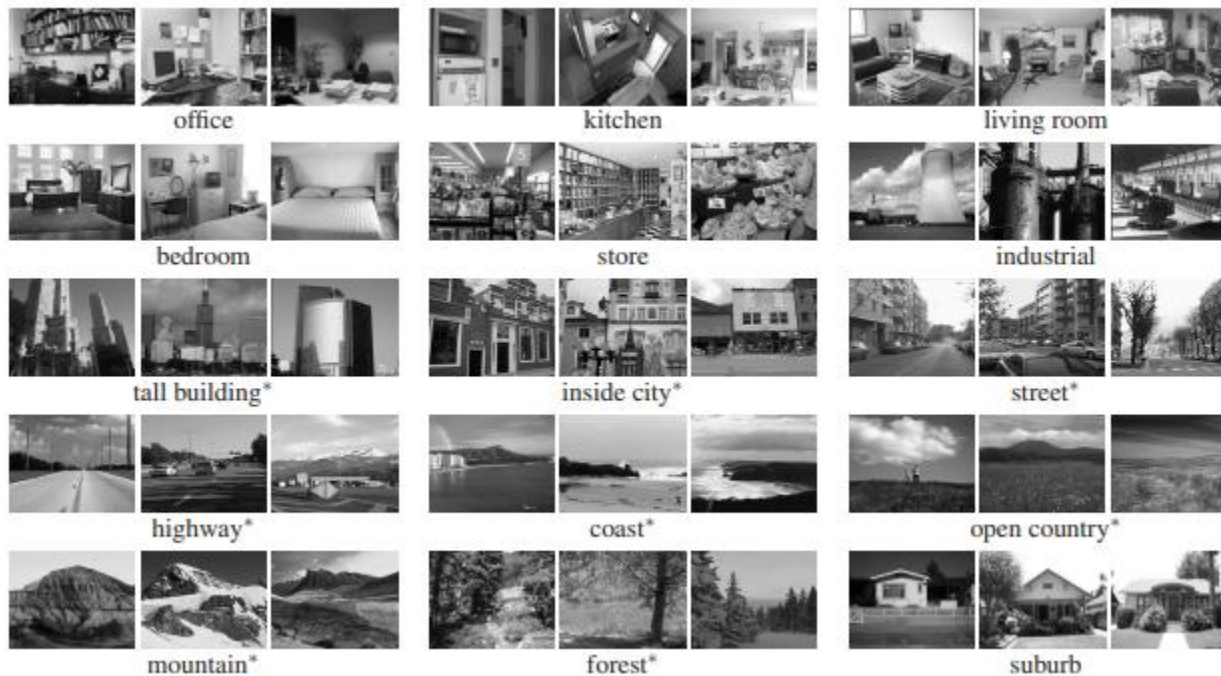 office
kitchen
living room
bedroom
store
industrial
tall building*
inside city*
street*
highway*
coast*
open country*
mountain*
forest*
suburb